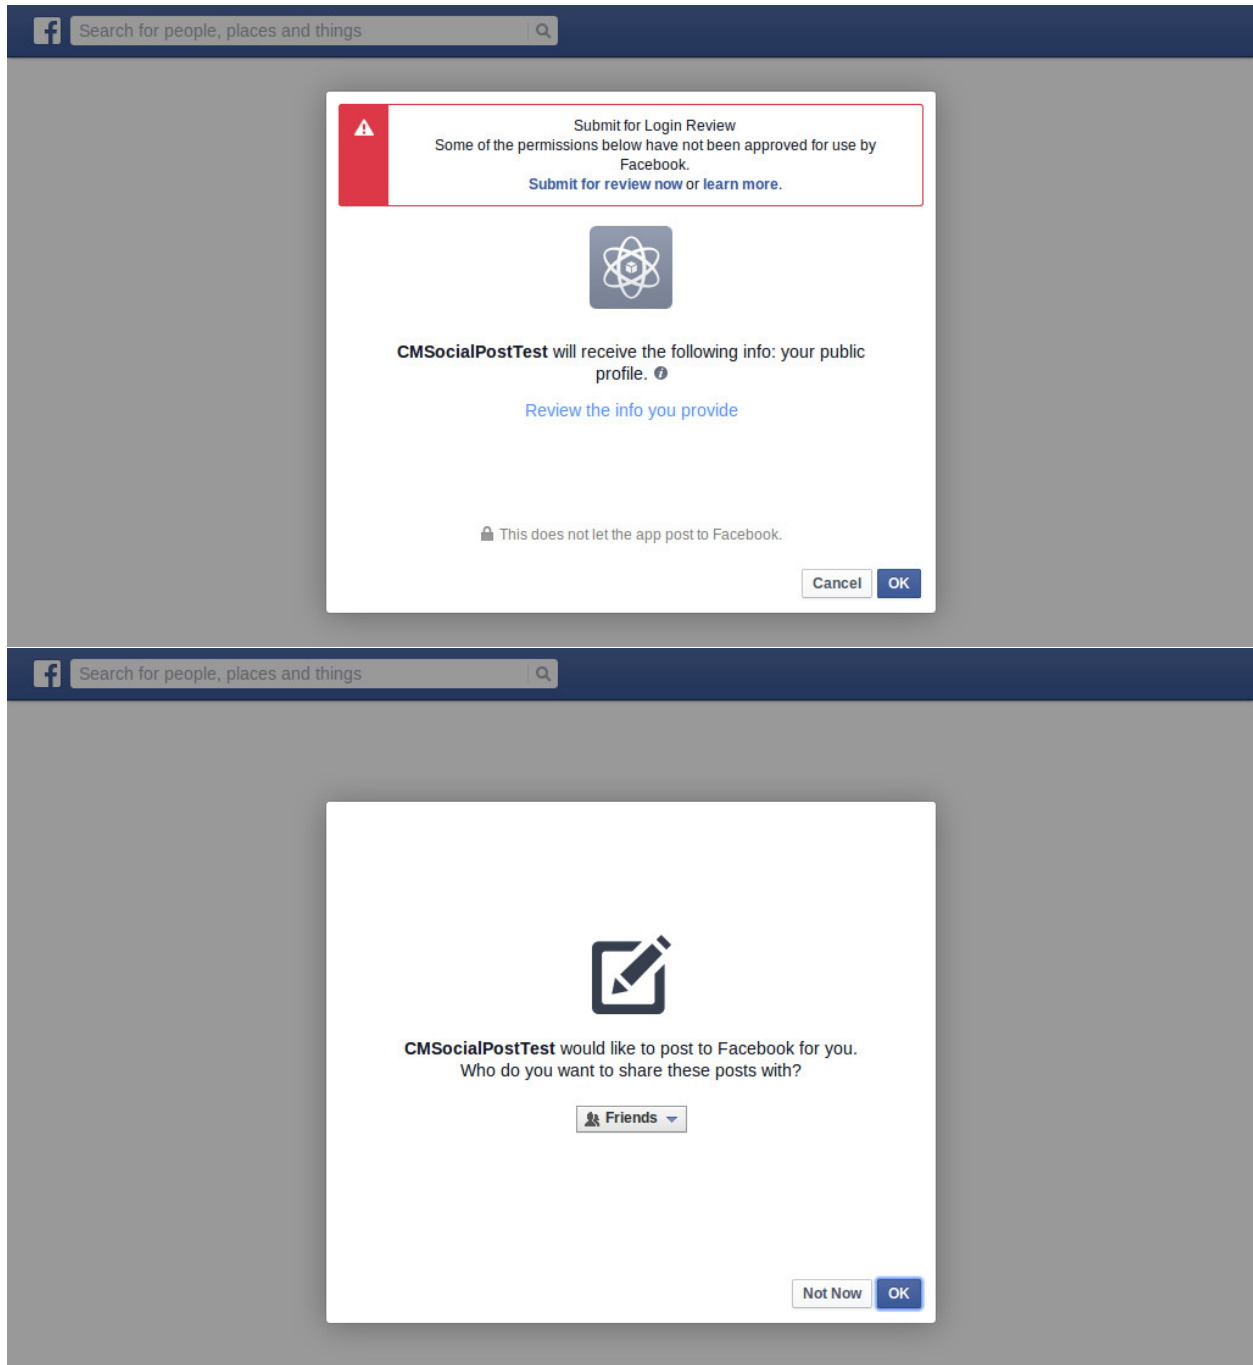 Search for people, places and things
Submit for Login Review
Some of the permissions below have not been approved for use by
Facebook.
Submit for review now or learn more.
CMSocialPostTest will receive the following info: your public
profile.
Review the info you provide
This does not let the app post to Facebook.
Cancel OK
Search for people, places and things
CMSocialPostTest would like to post to Facebook for you.
Who do you want to share these posts with?
Friends
Not Now OK